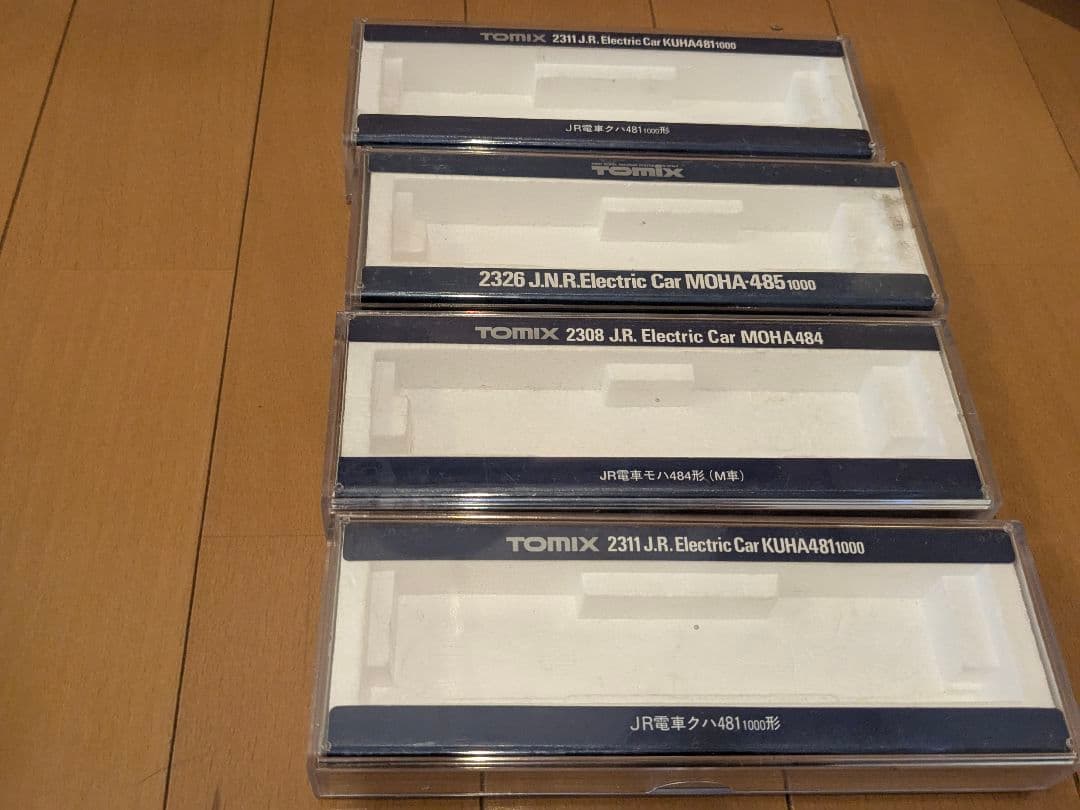 TOMIX 2311 J.R. Electric Car KUHA481 1000
JR電車クハ481 1000形
TOMIX
2326 J.N.R. Electric Car MOHA-485 1000
TOMIX 2308 J.R. Electric Car MOHA484
JR電車モハ484形 (M車)
TOMIX 2311 J.R. Electric Car KUHA481 1000
JR電車クハ481 1000形